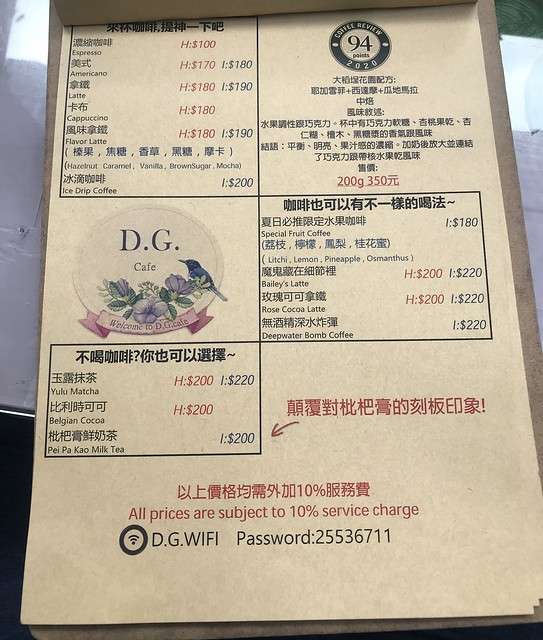 來杯咖啡,提神一下吧
濃縮咖啡 H:$100
Espresso
美式 H:$170 I:$180
Americano
拿鐵 H:$180 I:$190
Latte
卡布 H:$180
Cappuccino
風味拿鐵 H:$180 I:$190
Flavor Latte
( 榛果 , 焦糖 , 香草 , 黑糖 , 摩卡 )
(Hazelnut Caramel , Vanilla , BrownSugar , Mocha)
冰滴咖啡 I:$200
Ice Drip Coffee
COFFEE REVIEW
94
points
2020
大稻埕花園配方:
耶加雪菲+西達摩+瓜地馬拉
中焙
風味敘述:
水果調性跟巧克力。杯中有巧克力軟糖、杏桃果乾、杏
仁糊、檀木、黑糖漿的香氣跟風味
結語：平衡、明亮、果汁感的濃縮。加奶後放大並連結
了巧克力跟帶核水果乾風味
售價:
200g 350元
D.G.
Cafe
Welcome to D.G.cafe
咖啡也可以有不一樣的喝法~
夏日必推限定水果咖啡 I:$180
Special Fruit Coffee
(荔枝 , 檸檬 , 鳳梨 , 桂花蜜)
( Litchi , Lemon , Pineapple , Osmanthus )
魔鬼藏在細節裡 H:$200 I:$220
Bailey's Latte
玫瑰可可拿鐵 H:$200 I:$220
Rose Cocoa Latte
無酒精深水炸彈 I:$220
Deepwater Bomb Coffee
不喝咖啡?你也可以選擇~
玉露抹茶 H:$200 I:$220
Yulu Matcha
比利時可可 H:$200
Belgian Cocoa
枇杷膏鮮奶茶 I:$200
Pei Pa Kao Milk Tea
顛覆對枇杷膏的刻板印象!
以上價格均需外加10%服務費
All prices are subject to 10% service charge
D.G.WIFI Password:25536711